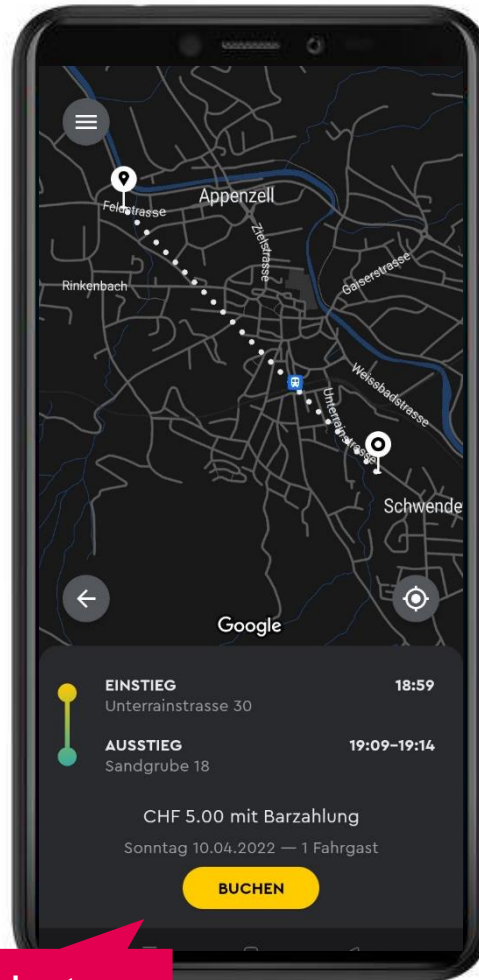 Appenzell
Feldstrasse
Zielstrasse
Rinkenbach
Gaiserstrasse
Weissbadstrasse
Unterrainstrasse
Schwende
Google
EINSTIEG 18:59
Unterrainstrasse 30
AUSSTIEG 19:09–19:14
Sandgrube 18
CHF 5.00 mit Barzahlung
Sonntag 10.04.2022 — 1 Fahrgast
BUCHEN